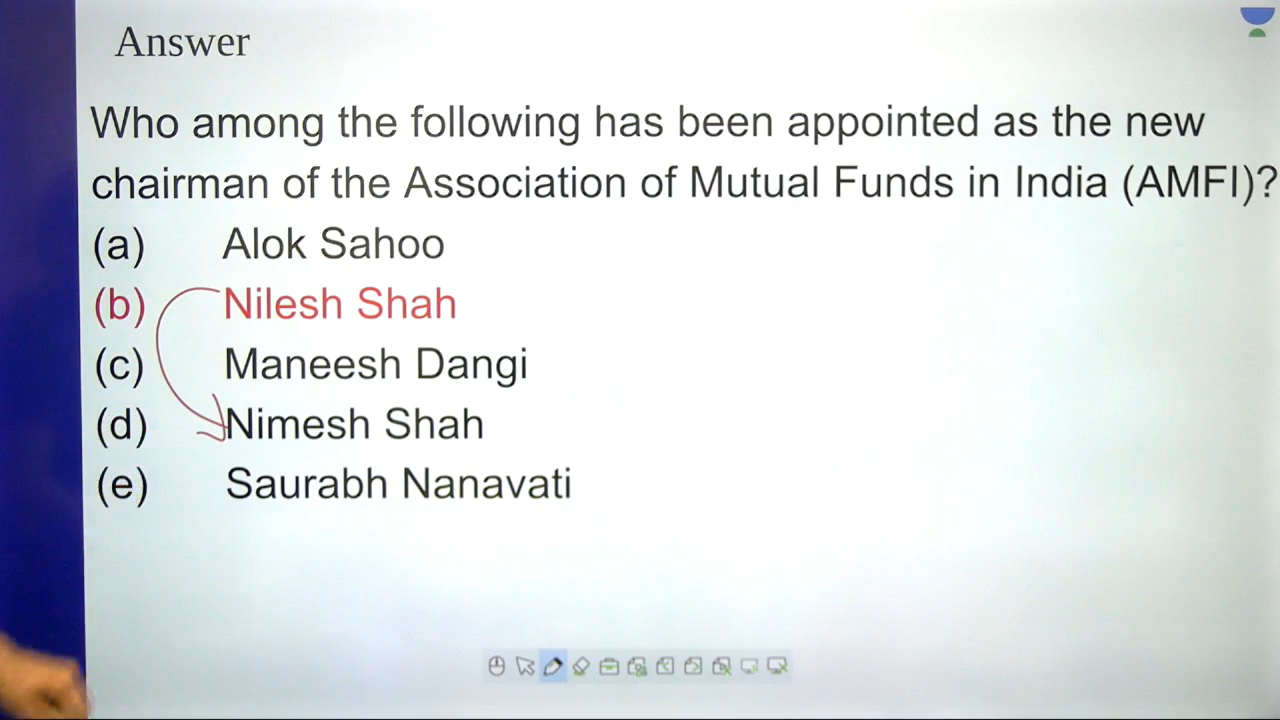 Answer
Who among the following has been appointed as the new
chairman of the Association of Mutual Funds in India (AMFI)?
(a) Alok Sahoo
(b) Nilesh Shah
(c) Maneesh Dangi
(d) Nimesh Shah
(e) Saurabh Nanavati